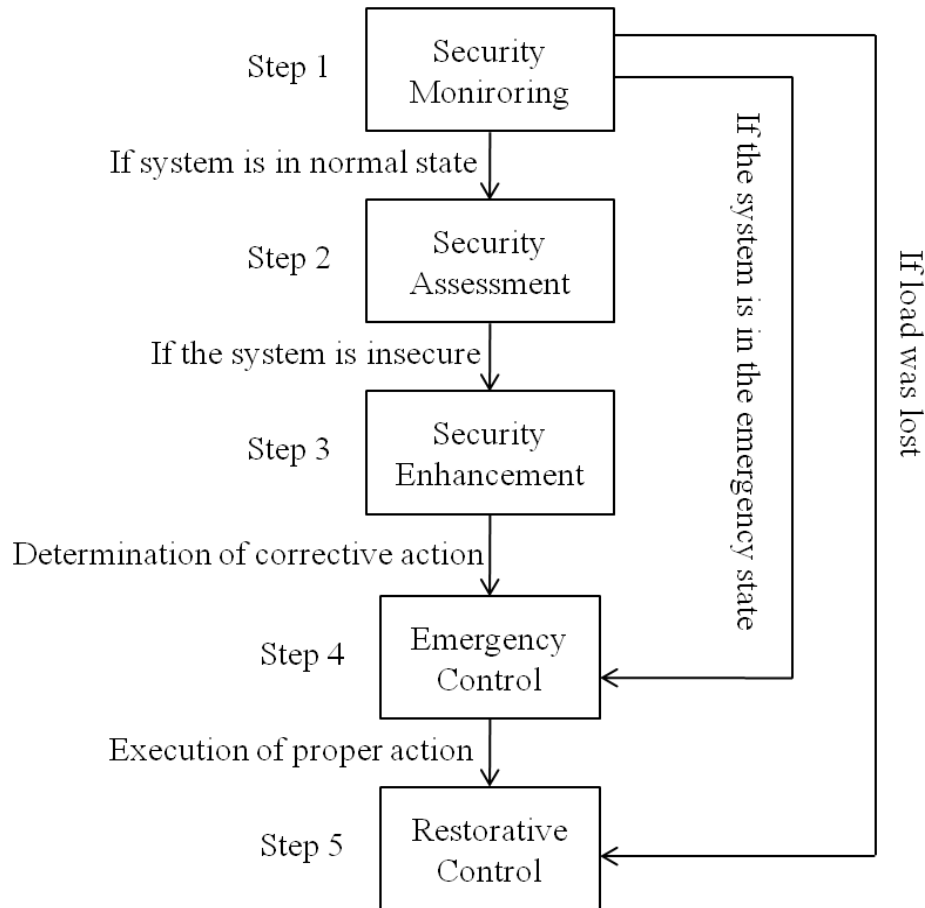 Step 1
Security
Moniroring
If system is in normal state
Step 2
Security
Assessment
If the system is insecure
Step 3
Security
Enhancement
Determination of corrective action
Step 4
Emergency
Control
Execution of proper action
Step 5
Restorative
Control
If the system is in the emergency state
If load was lost